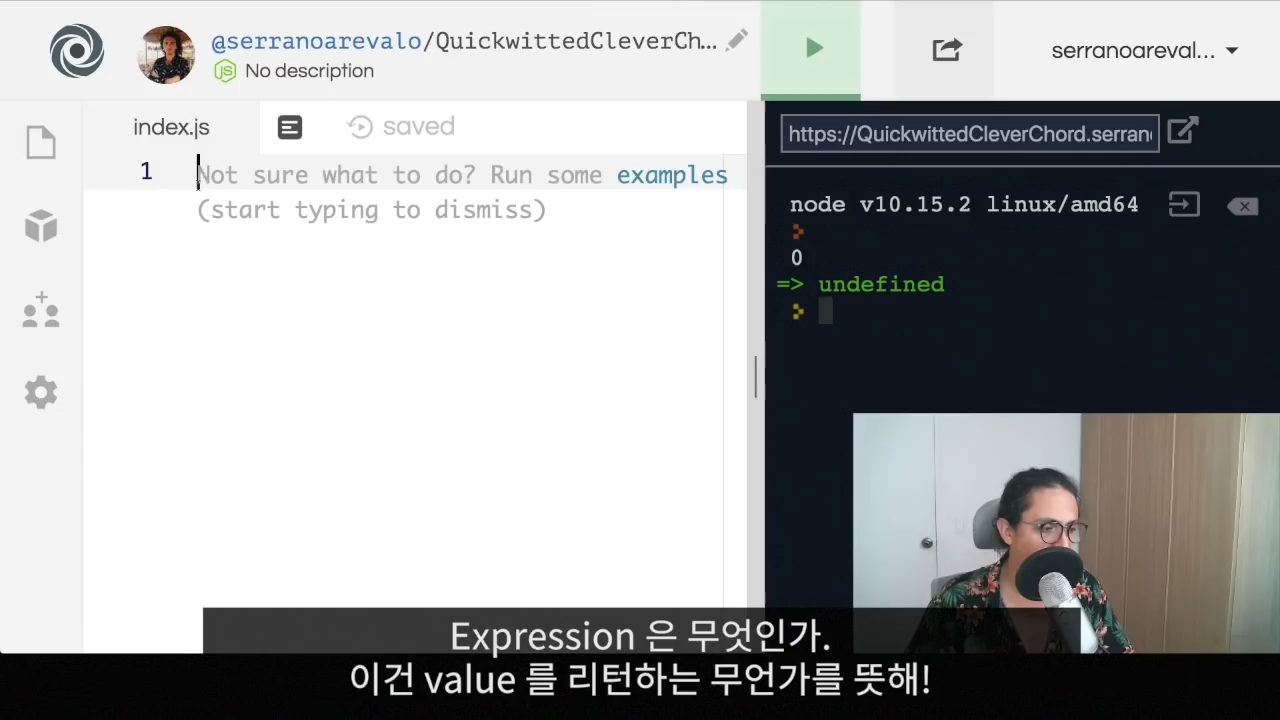 @serranoarevalo/QuickwittedCleverCh...
No description
serranoareval...
index.js
saved
1
Not sure what to do? Run some examples
(start typing to dismiss)
https://QuickwittedCleverChord.serran
node v10.15.2 linux/amd64
0
=> undefined
Expression 은 무엇인가.
이건 value 를 리턴하는 무언가를 뜻해!